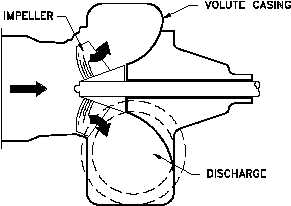 VOLUTE CASING
IMPELLER
DISCHARGE